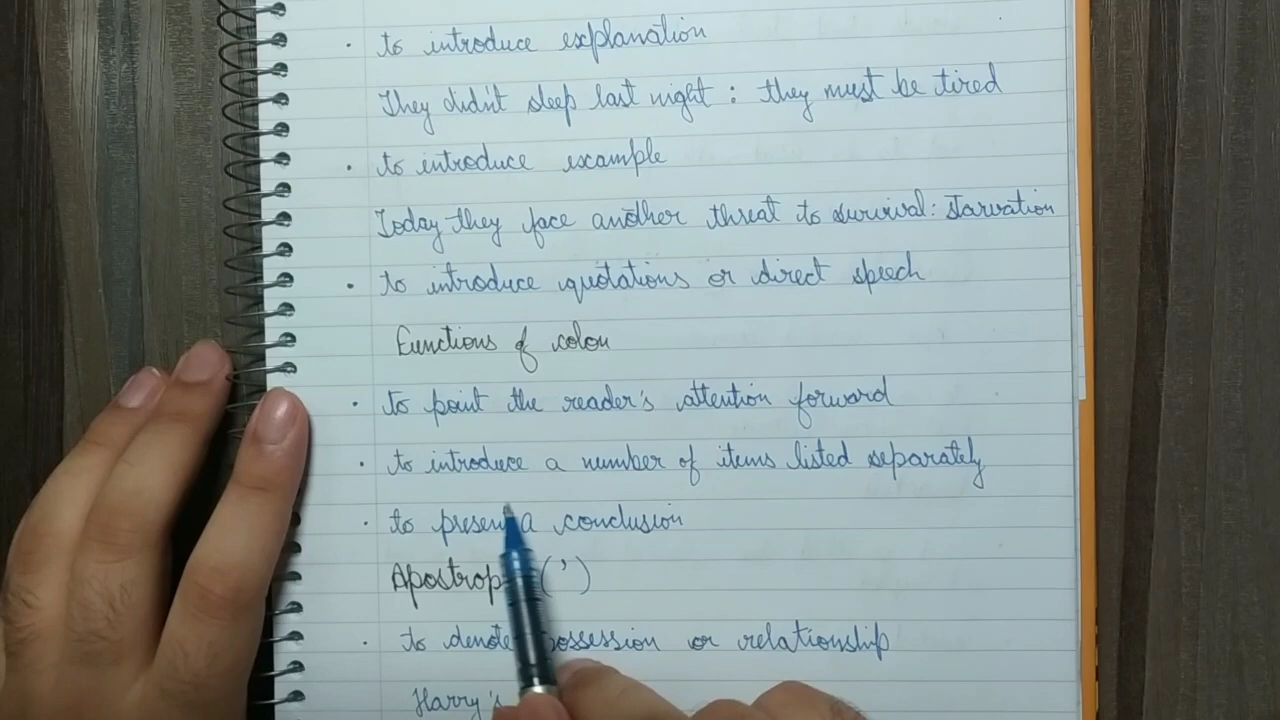 · to introduce explanation
They didn't sleep last night : they must be tired
· to introduce example
Today they face another threat to survival: Starvation
· to introduce quotations or direct speech
Functions of colon
· to point the reader's attention forward
· to introduce a number of items listed separately
· to present a conclusion
(')
· to denote possession or relationship
Harry's